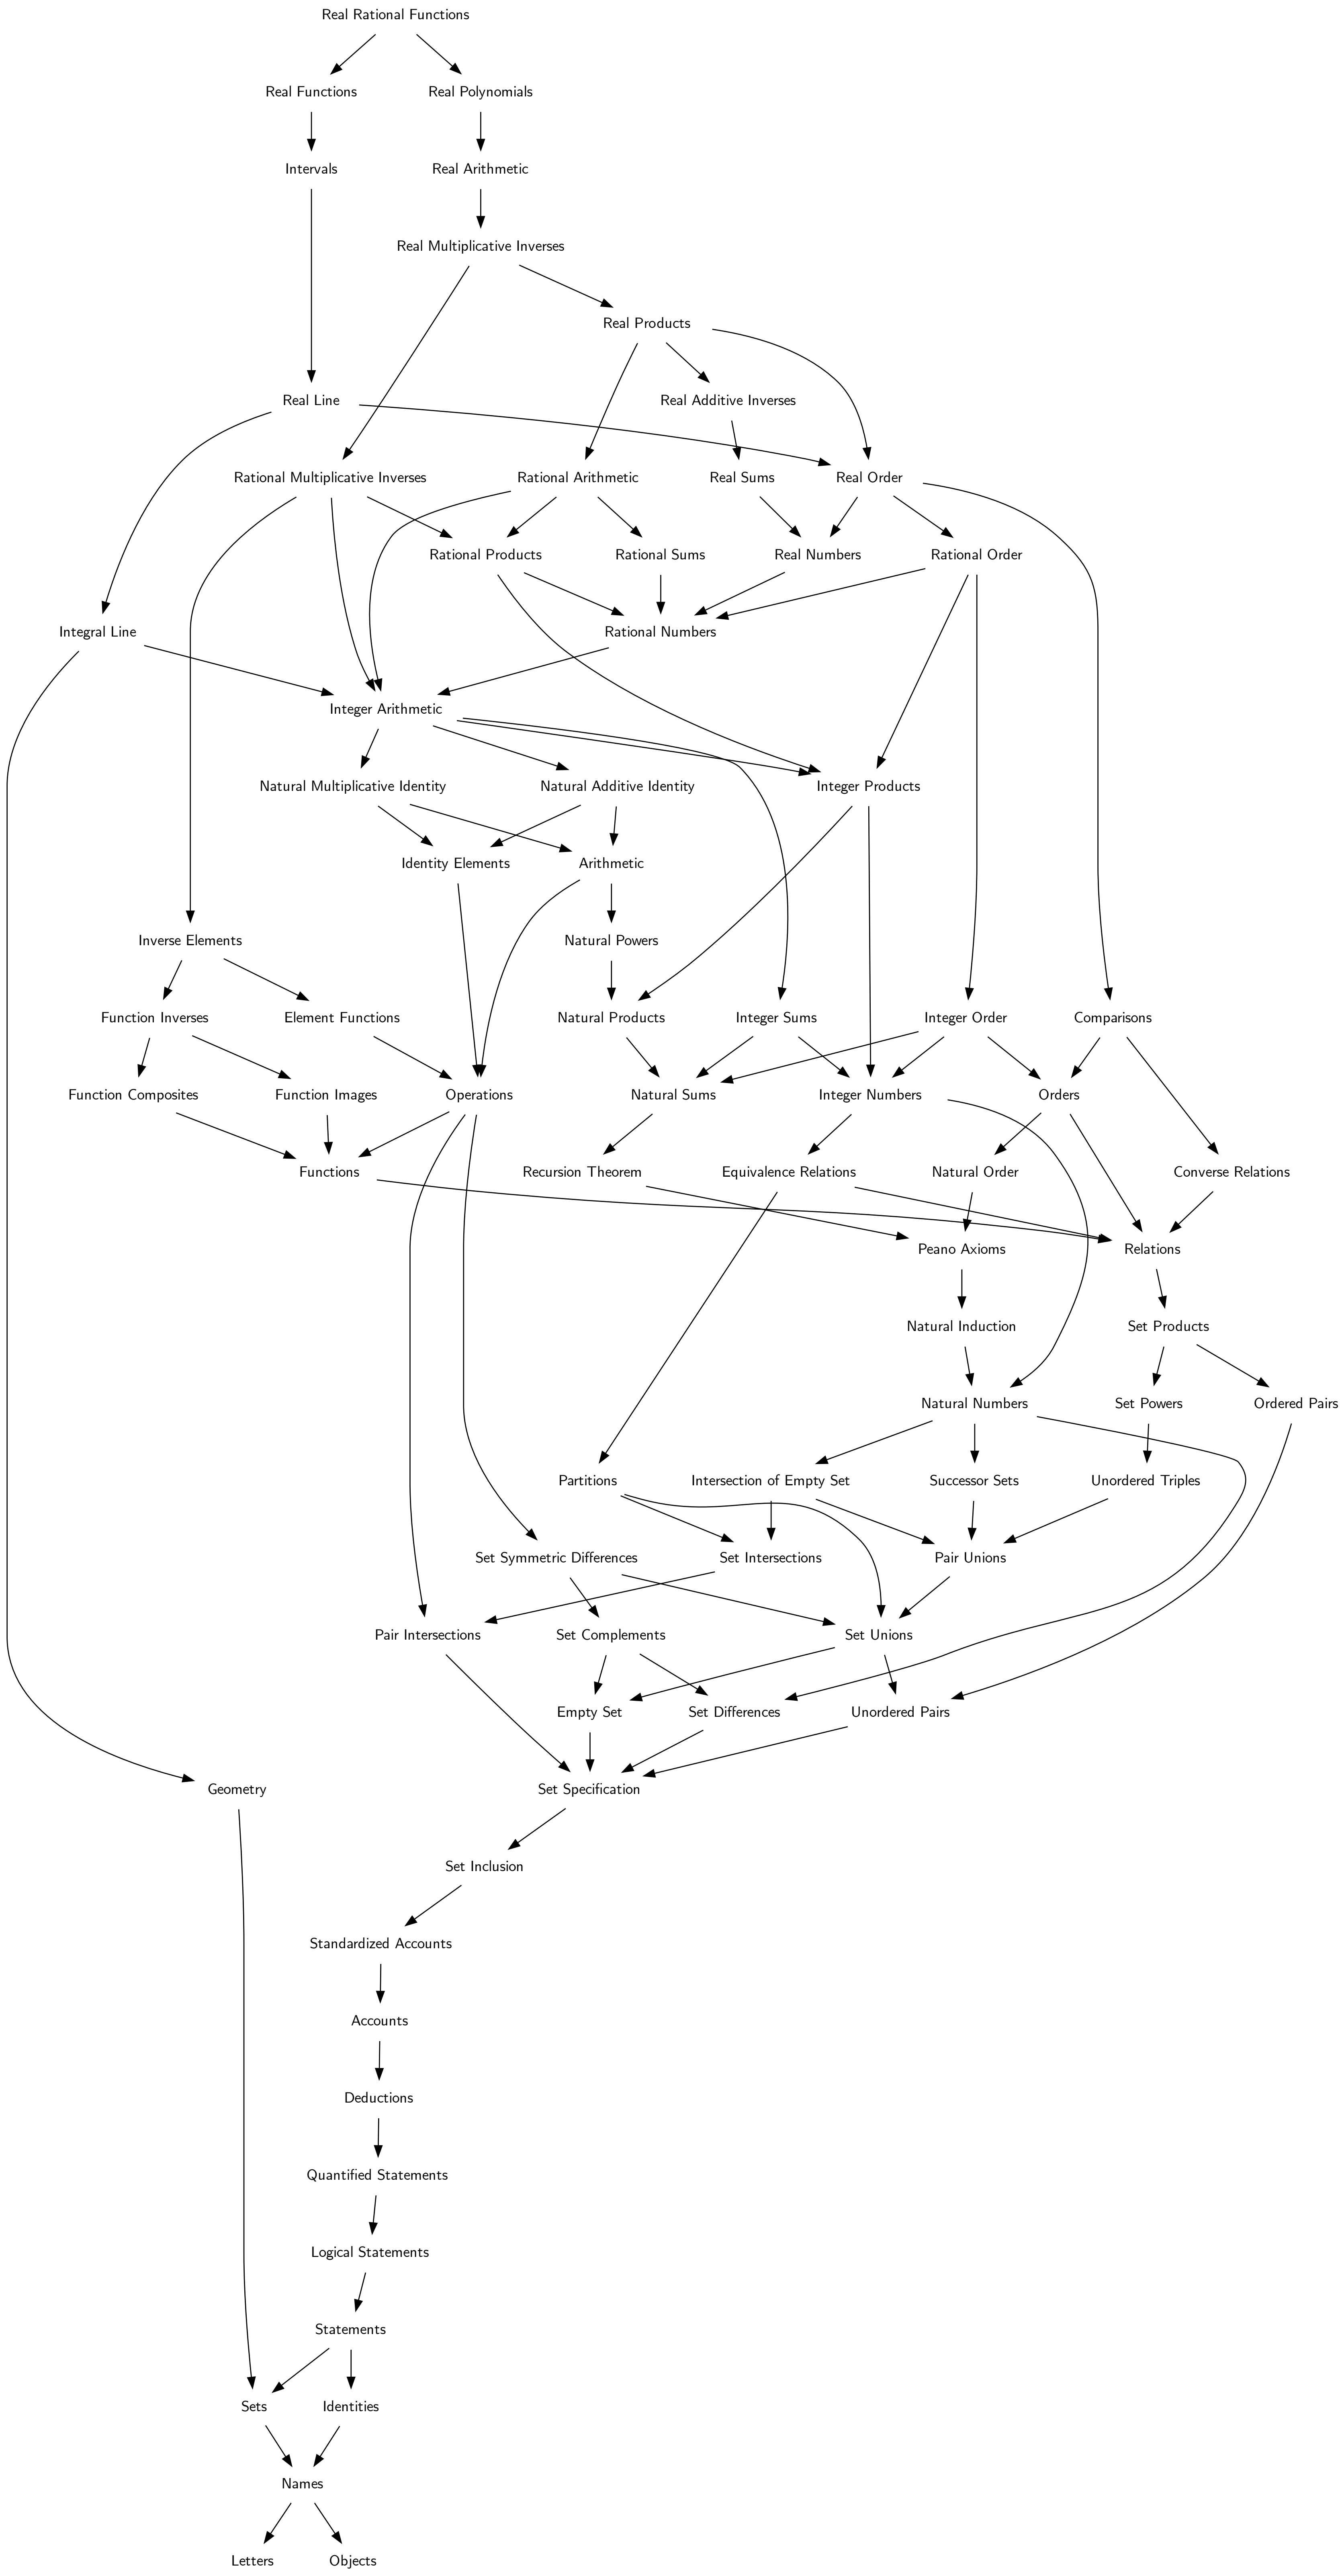 Real Rational Functions
Real Functions
Real Polynomials
Intervals
Real Arithmetic
Real Multiplicative Inverses
Real Products
Real Line
Real Additive Inverses
Rational Multiplicative Inverses
Rational Arithmetic
Real Sums
Real Order
Rational Products
Rational Sums
Real Numbers
Rational Order
Integral Line
Rational Numbers
Integer Arithmetic
Natural Multiplicative Identity
Natural Additive Identity
Integer Products
Identity Elements
Arithmetic
Inverse Elements
Natural Powers
Function Inverses
Element Functions
Natural Products
Integer Sums
Integer Order
Comparisons
Function Composites
Function Images
Operations
Natural Sums
Integer Numbers
Orders
Functions
Recursion Theorem
Equivalence Relations
Natural Order
Converse Relations
Peano Axioms
Relations
Natural Induction
Set Products
Natural Numbers
Set Powers
Ordered Pairs
Partitions
Intersection of Empty Set
Successor Sets
Unordered Triples
Set Symmetric Differences
Set Intersections
Pair Unions
Pair Intersections
Set Complements
Set Unions
Empty Set
Set Differences
Unordered Pairs
Geometry
Set Specification
Set Inclusion
Standardized Accounts
Accounts
Deductions
Quantified Statements
Logical Statements
Statements
Sets
Identities
Names
Letters
Objects